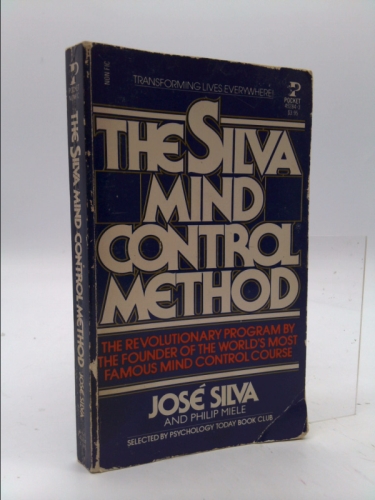 TRANSFORMING LIVES EVERYWHERE!
POCKET
THE SILVA
MIND
CONTROL
METHOD
THE REVOLUTIONARY PROGRAM BY
THE FOUNDER OF THE WORLD'S MOST
FAMOUS MIND CONTROL COURSE
JOSÉ SILVA
AND PHILIP MIELE
SELECTED BY PSYCHOLOGY TODAY BOOK CLUB
NON FIC
THE SILVA MIND CONTROL METHOD JOSÉ SILVA